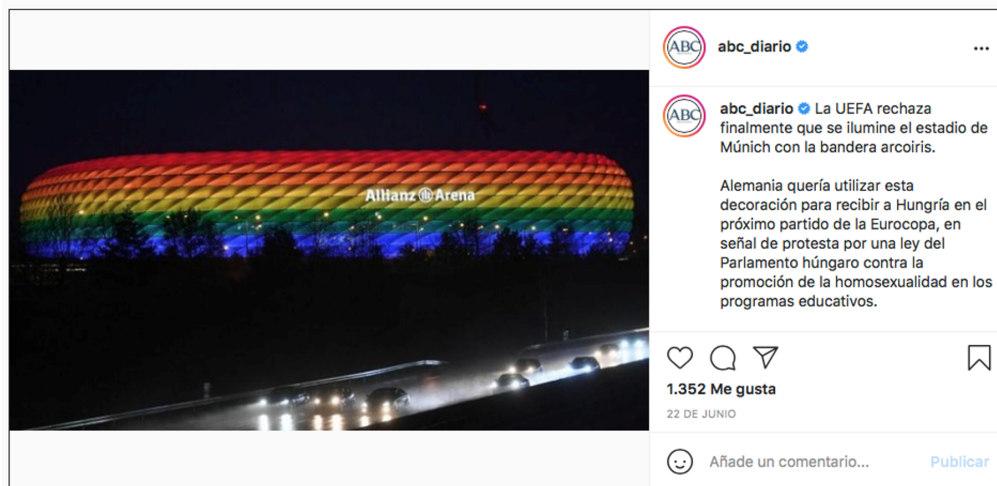 Allianz Arena
ABC
abc_diario
ABC
abc_diario La UEFA rechaza
finalmente que se ilumine el estadio de
Múnich con la bandera arcoiris.
Alemania quería utilizar esta
decoración para recibir a Hungría en el
próximo partido de la Eurocopa, en
señal de protesta por una ley del
Parlamento húngaro contra la
promoción de la homosexualidad en los
programas educativos.
1.352 Me gusta
22 DE JUNIO
Añade un comentario...
Publicar